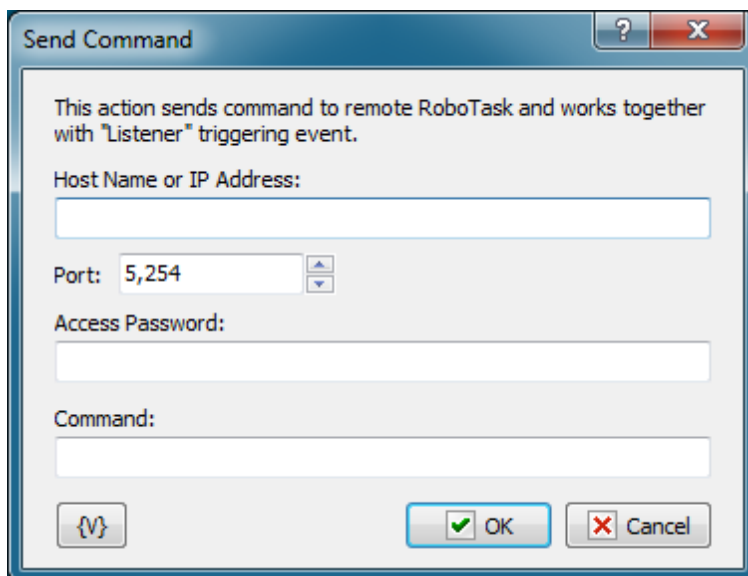 Send Command
?
X
This action sends command to remote RoboTask and works together
with "Listener" triggering event.
Host Name or IP Address:
Port: 5,254
Access Password:
Command:
{V} OK Cancel